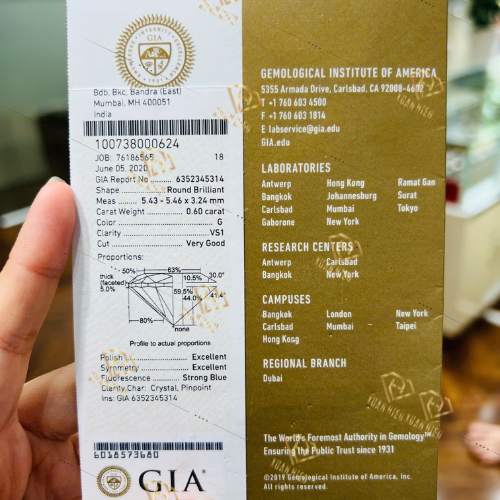 GIA
1931
Bdb, Bkc, Bandra (East)
Mumbai, MH 400051
India
100738000624
JOB: 76186565 18
June 05, 2020
GIA Report No ........ 6352345314
Shape ........ Round Brilliant
Meas ....... 5.43 - 5.46 x 3.24 mm
Carat Weight ........ 0.60 carat
Color ........ G
Clarity ........ VS1
Cut ........ Very Good
Proportions:
50% 63%
thick
(faceted)
5.0%
10.5% 30.0°
59.5%
44.0% 41.4°
80%
none
Profile to actual proportions
Polish ........ Excellent
Symmetry ........ Excellent
Fluorescence ........ Strong Blue
Clarity Char: Crystal, Pinpoint
Ins: GIA 6352345314
6018573680
GIA®
GEMOLOGICAL INSTITUTE OF AMERICA
5355 Armada Drive, Carlsbad, CA 92008-4602
T +1 760 603 4500
F +1 760 603 1814
E labservice@gia.edu
GIA.edu
LABORATORIES
Antwerp Hong Kong Ramat Gan
Bangkok Johannesburg Surat
Carlsbad Mumbai Tokyo
Gaborone New York
RESEARCH CENTERS
Antwerp Carlsbad
Bangkok New York
CAMPUSES
Bangkok London New York
Carlsbad Mumbai Taipei
Hong Kong
REGIONAL BRANCH
Dubai
The World's Foremost Authority in Gemology™
Ensuring the Public Trust since 1931
©2019 Gemological Institute of America, Inc.
All rights reserved.